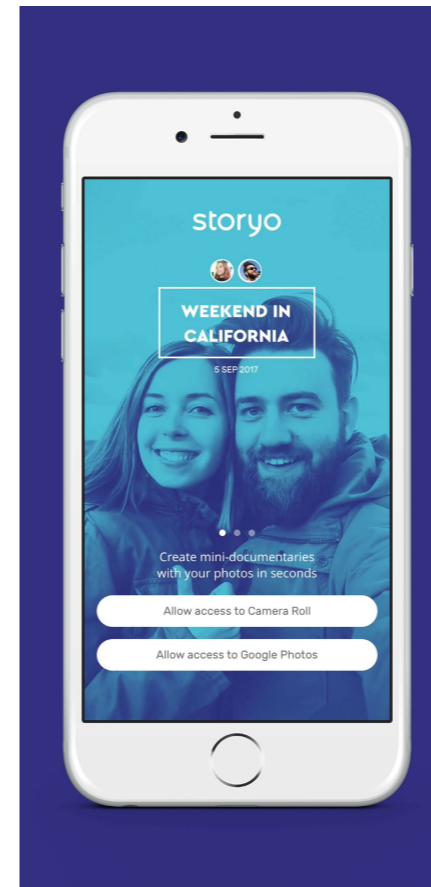 storyo
WEEKEND IN
CALIFORNIA
5 SEP 2017
Create mini-documentaries
with your photos in seconds
Allow access to Camera Roll
Allow access to Google Photos